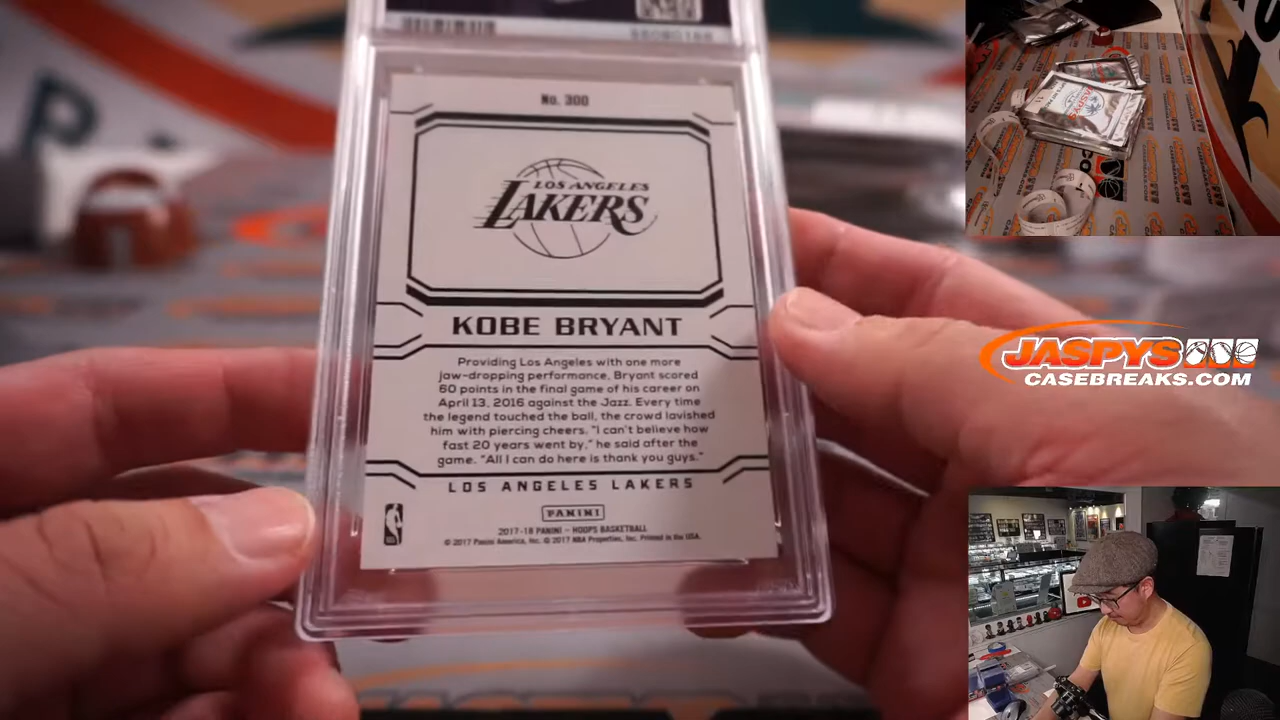 No. 300
LOS ANGELES
LAKERS
KOBE BRYANT
Providing Los Angeles with one more
jaw-dropping performance, Bryant scored
60 points in the final game of his career on
April 13, 2016 against the Jazz. Every time
the legend touched the ball, the crowd lavished
him with piercing cheers. "I can't believe how
fast 20 years went by," he said after the
game. "All I can do here is thank you guys."
LOS ANGELES LAKERS
PANINI
2017-18 PANINI – HOOPS BASKETBALL
© 2017 Panini America, Inc. © 2017 NBA Properties, Inc. Printed in the USA.
JASPYS
CASEBREAKS.COM
JASPYS